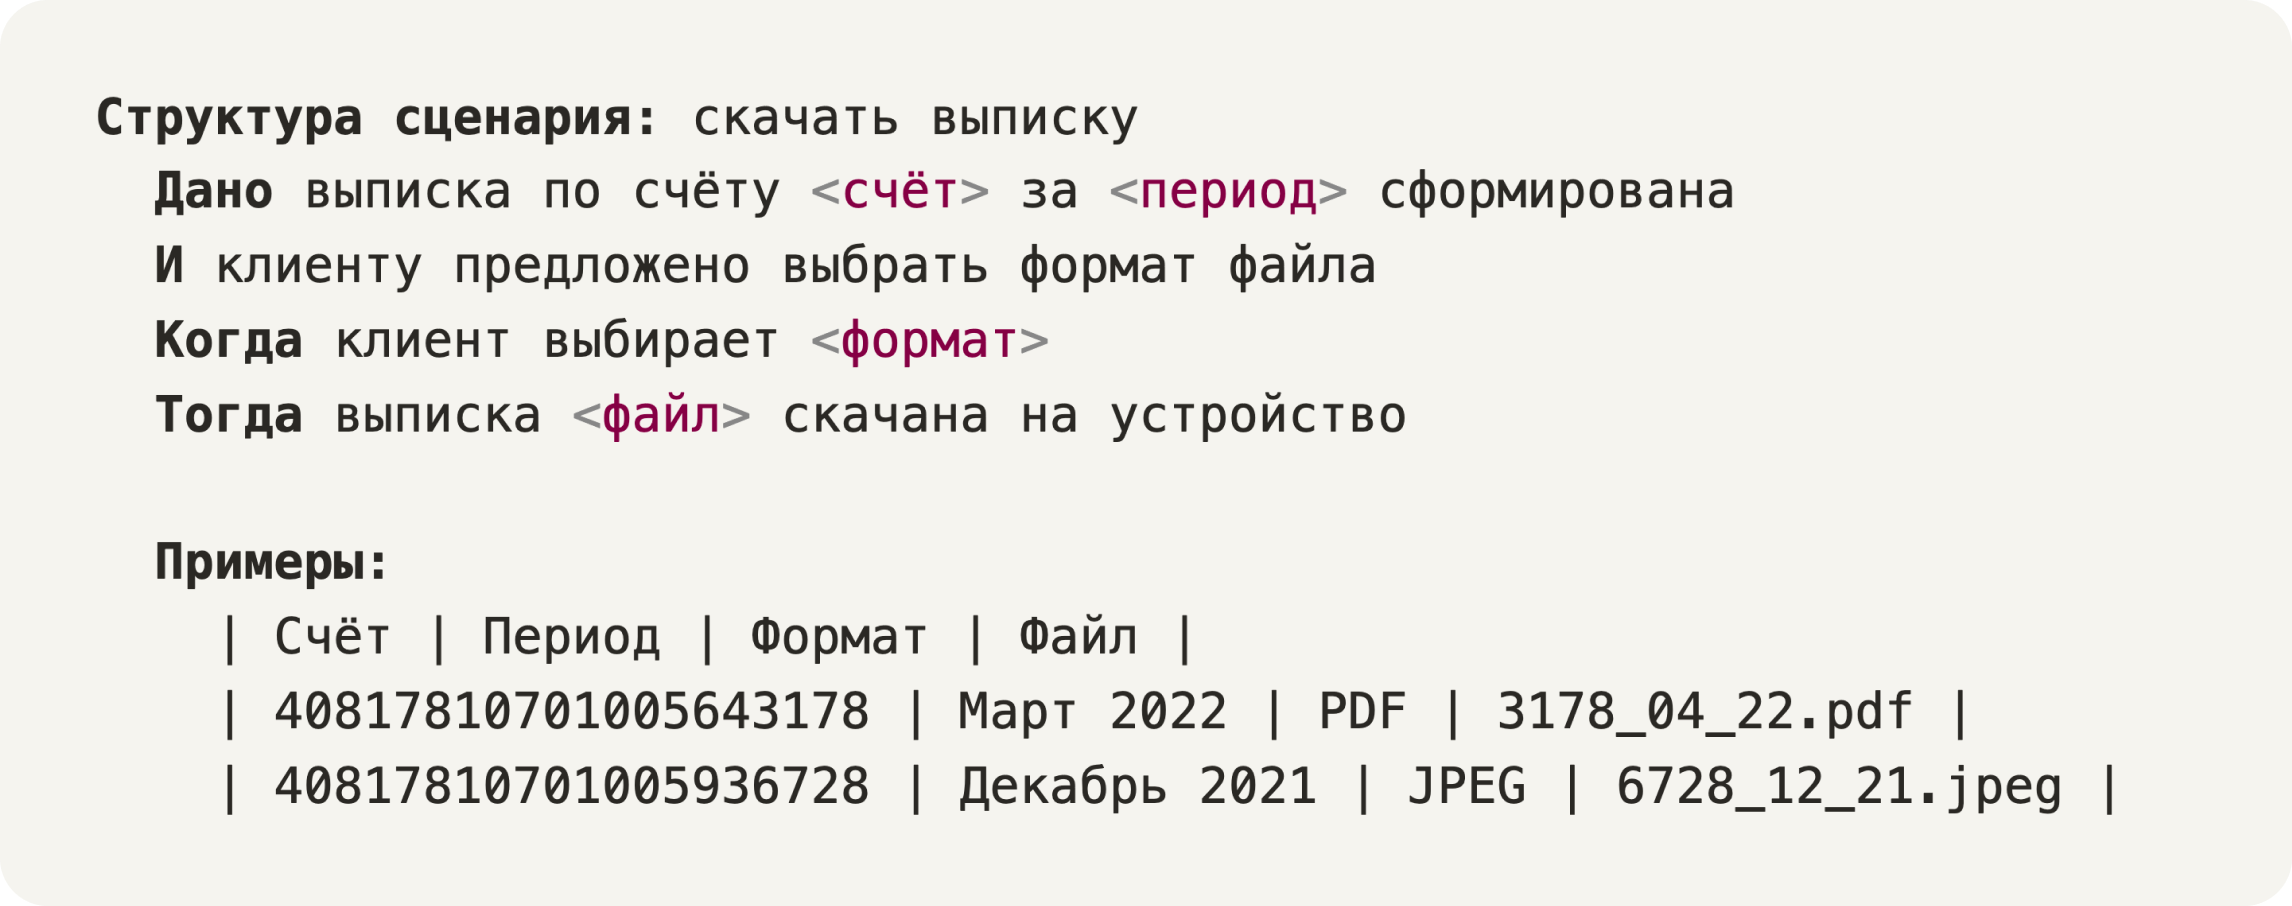 Структура сценария: скачать выписку
Дано выписка по счёту <счёт> за <период> сформирована
И клиенту предложено выбрать формат файла
Когда клиент выбирает <формат>
Тогда выписка <файл> скачана на устройство
Примеры:
| Счёт | Период | Формат | Файл |
| 40817810701005643178 | Март 2022 | PDF | 3178_04_22.pdf |
| 40817810701005936728 | Декабрь 2021 | JPEG | 6728_12_21.jpeg |